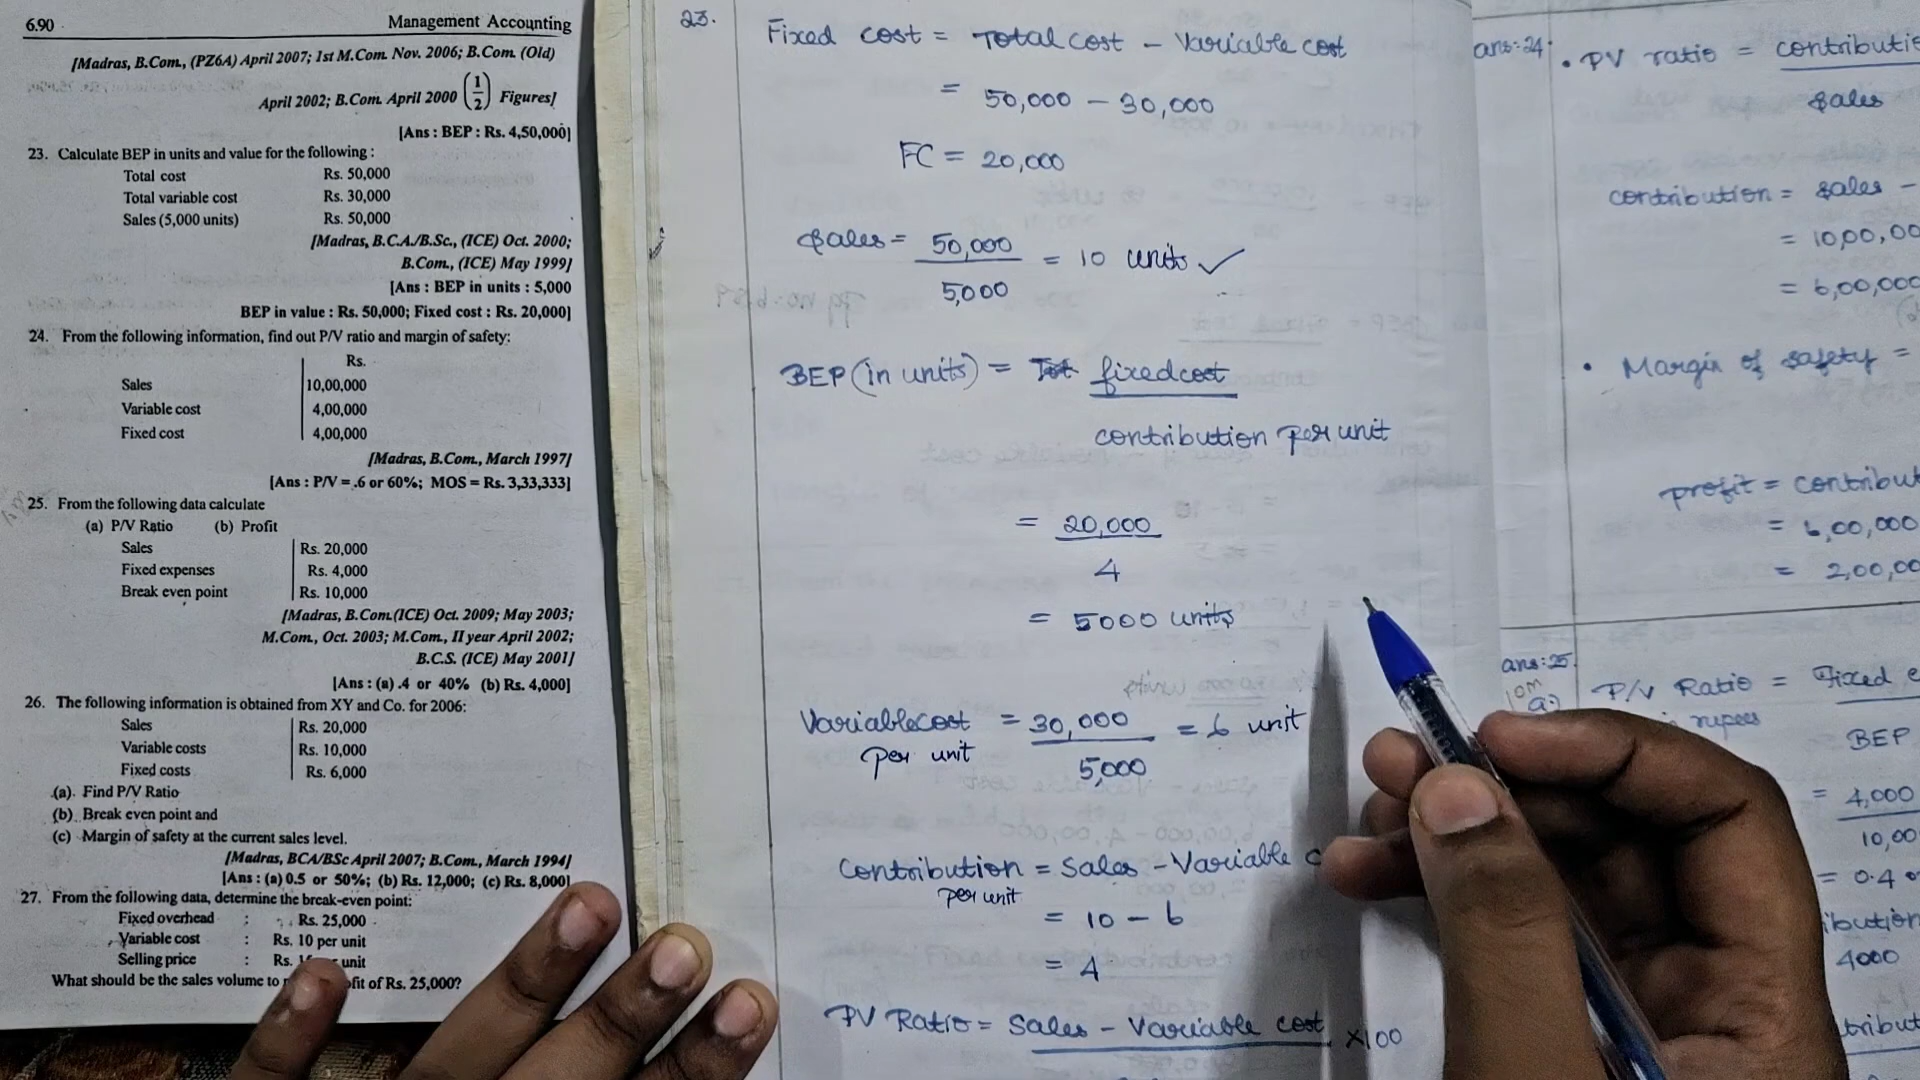 6.90 Management Accounting
[Madras, B.Com., (PZ6A) April 2007; 1st M.Com. Nov. 2006; B.Com. (Old)
April 2002; B.Com. April 2000 (1/2) Figures]
[Ans : BEP : Rs. 4,50,000]
23. Calculate BEP in units and value for the following :
Total cost Rs. 50,000
Total variable cost Rs. 30,000
Sales (5,000 units) Rs. 50,000
[Madras, B.C.A./B.Sc., (ICE) Oct. 2000;
B.Com., (ICE) May 1999]
[Ans : BEP in units : 5,000
BEP in value : Rs. 50,000; Fixed cost : Rs. 20,000]
24. From the following information, find out P/V ratio and margin of safety:
Rs.
Sales 10,00,000
Variable cost 4,00,000
Fixed cost 4,00,000
[Madras, B.Com., March 1997]
[Ans : P/V = .6 or 60%; MOS = Rs. 3,33,333]
25. From the following data calculate
(a) P/V Ratio (b) Profit
Sales Rs. 20,000
Fixed expenses Rs. 4,000
Break even point Rs. 10,000
[Madras, B.Com.(ICE) Oct. 2009; May 2003;
M.Com., Oct. 2003; M.Com., II year April 2002;
B.C.S. (ICE) May 2001]
[Ans : (a) .4 or 40% (b) Rs. 4,000]
26. The following information is obtained from XY and Co. for 2006:
Sales Rs. 20,000
Variable costs Rs. 10,000
Fixed costs Rs. 6,000
(a). Find P/V Ratio
(b) Break even point and
(c) Margin of safety at the current sales level.
[Madras, BCA/BSc April 2007; B.Com., March 1994]
[Ans : (a) 0.5 or 50%; (b) Rs. 12,000; (c) Rs. 8,000]
27. From the following data, determine the break-even point:
Fixed overhead : Rs. 25,000
Variable cost : Rs. 10 per unit
Selling price : Rs. unit
What should be the sales volume to of Rs. 25,000?
23.
Fixed cost = Total cost - Variable cost
= 50,000 - 30,000
FC = 20,000
Sales = 50,000 = 10 units ✓
5,000
BEP (in units) = fixed cost
contribution per unit
= 20,000
4
= 5000 units
Variable cost = 30,000 = 6 unit
per unit 5,000
Contribution = Sales - Variable
per unit
= 10 - 6
= 4
PV Ratio = Sales - Variable cost ×100
ans: 24. • PV ratio =
Sales
contribution = Sales -
= 10,00,00
= 6,00,000
• Margin of safety =
profit =
= 6,00,000
= 2,00,00
ans: 25.
10m
a) P/V Ratio = Fixed
in rupees BEP
= 4,000
10,00
= 0.4
4000